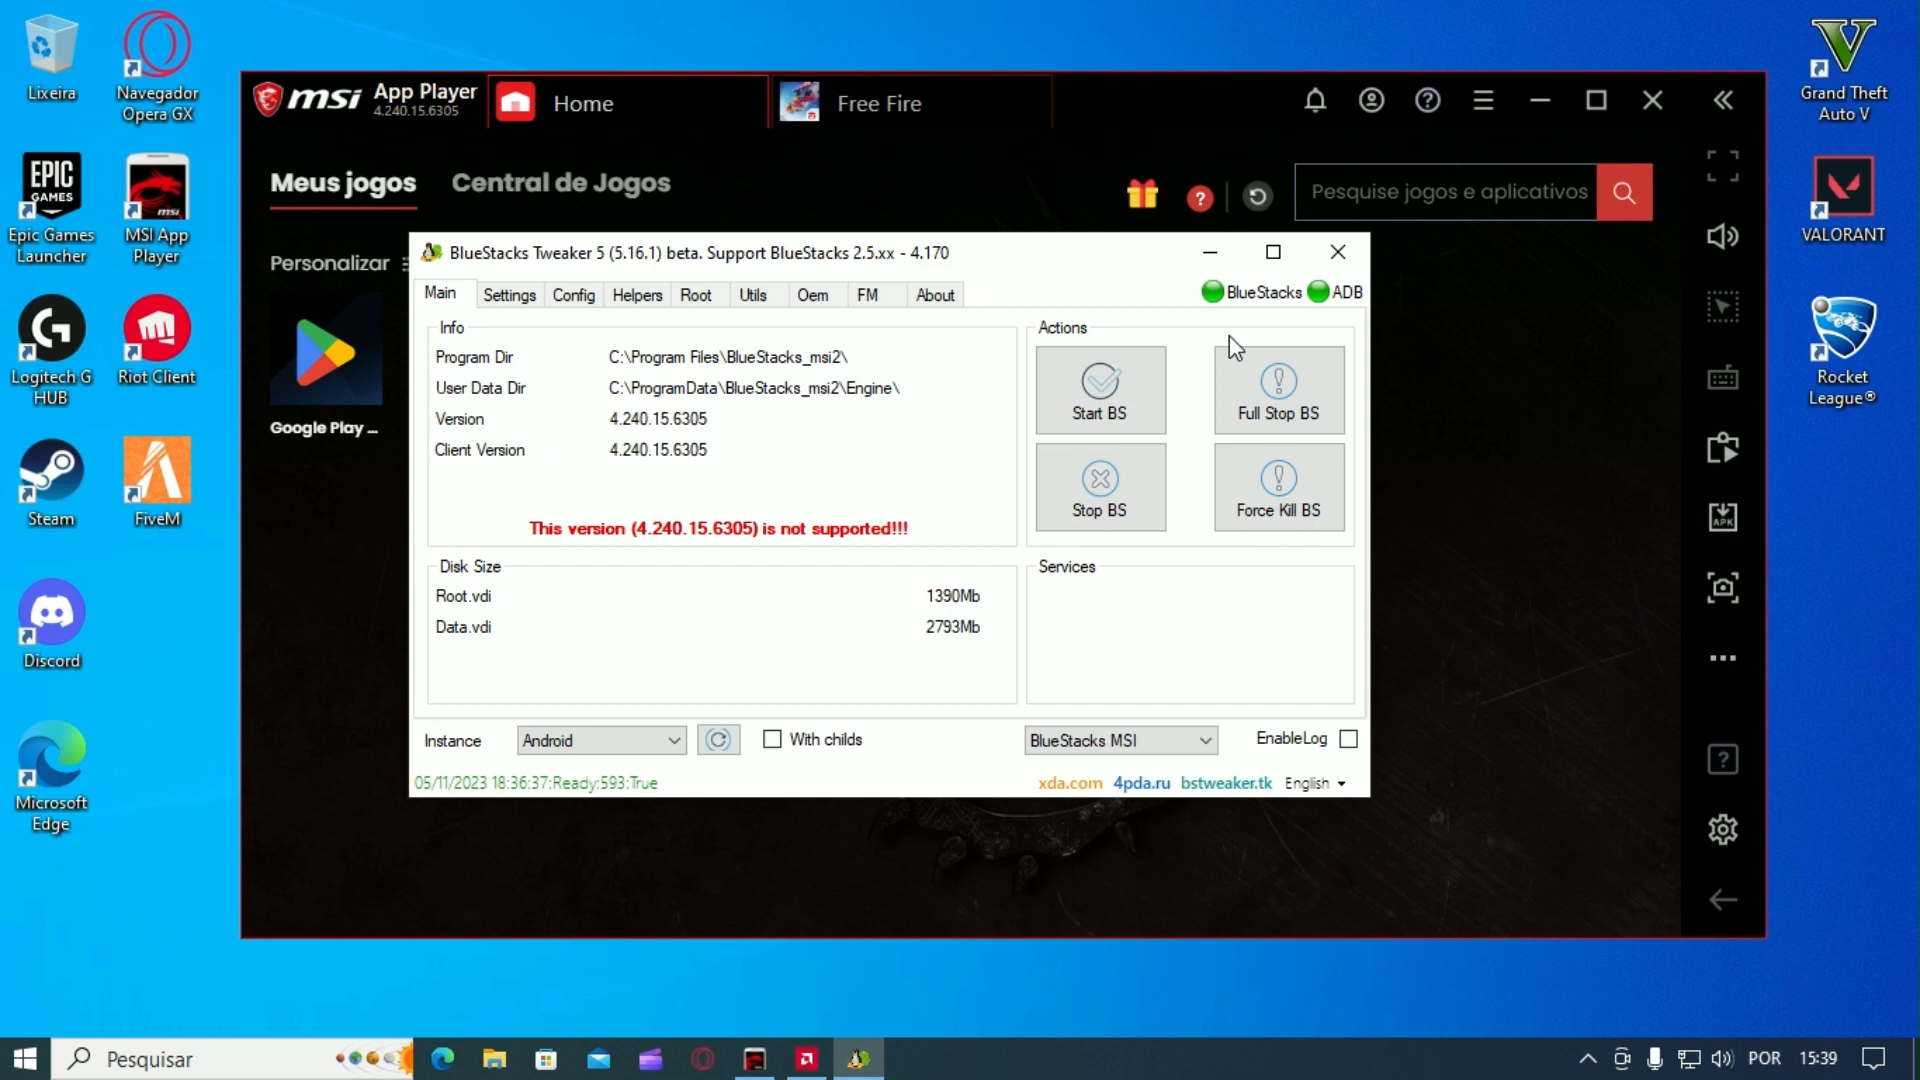 Lixeira
Navegador
Opera GX
EPIC
GAMES
Epic Games
Launcher
msi
MSI App
Player
Logitech G
HUB
Riot Client
Steam
FiveM
Discord
Microsoft
Edge
msi App Player
4.240.15.6305
Home
Free Fire
Meus jogos
Central de Jogos
Pesquise jogos e aplicativos
Personalizar
Google Play ...
BlueStacks Tweaker 5 (5.16.1) beta. Support BlueStacks 2.5.xx - 4.170
Main Settings Config Helpers Root Utils Oem FM About
BlueStacks ADB
Info
Program Dir C:\Program Files\BlueStacks_msi2\
User Data Dir C:\ProgramData\BlueStacks_msi2\Engine\
Version 4.240.15.6305
Client Version 4.240.15.6305
This version (4.240.15.6305) is not supported!!!
Actions
Start BS
Full Stop BS
Stop BS
Force Kill BS
Disk Size
Root.vdi 1390Mb
Data.vdi 2793Mb
Services
Instance Android With childs BlueStacks MSI EnableLog
05/11/2023 18:36:37:Ready:593:True
xda.com 4pda.ru bstweaker.tk English
APK
Grand Theft
Auto V
VALORANT
Rocket
League®
Pesquisar
POR 15:39